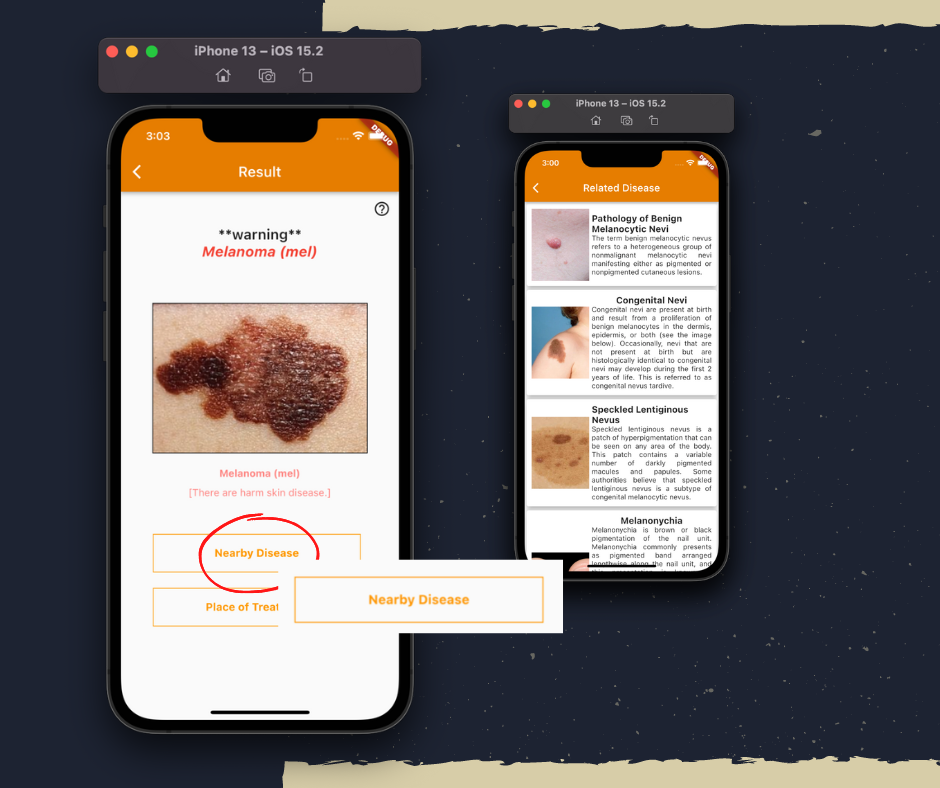 iPhone 13 – iOS 15.2
3:03
DEBUG
Result
**warning**
Melanoma (mel)
Melanoma (mel)
[There are harm skin disease.]
Nearby Disease
Place of Treat
Nearby Disease
iPhone 13 – iOS 15.2
3:00
DEBUG
Related Disease
Pathology of Benign
Melanocytic Nevi
The term benign melanocytic nevus
refers to a heterogeneous group of
nonmalignant melanocytic nevi
manifesting either as pigmented or
nonpigmented cutaneous lesions.
Congenital Nevi
Congenital nevi are present at birth
and result from a proliferation of
benign melanocytes in the dermis,
epidermis, or both (see the image
below). Occasionally, nevi that are
not present at birth but are
histologically identical to congenital
nevi may develop during the first 2
years of life. This is referred to as
congenital nevus tardive.
Speckled Lentiginous
Nevus
Speckled lentiginous nevus is a
patch of hyperpigmentation that can
be seen on any area of the body.
This patch contains a variable
number of darkly pigmented
macules and papules. Some
authorities believe that speckled
lentiginous nevus is a subtype of
congenital melanocytic nevus.
Melanonychia
Melanonychia is brown or black
pigmentation of the nail unit.
Melanonychia commonly presents
as pigmented band arranged
lengthwise along the nail unit, and